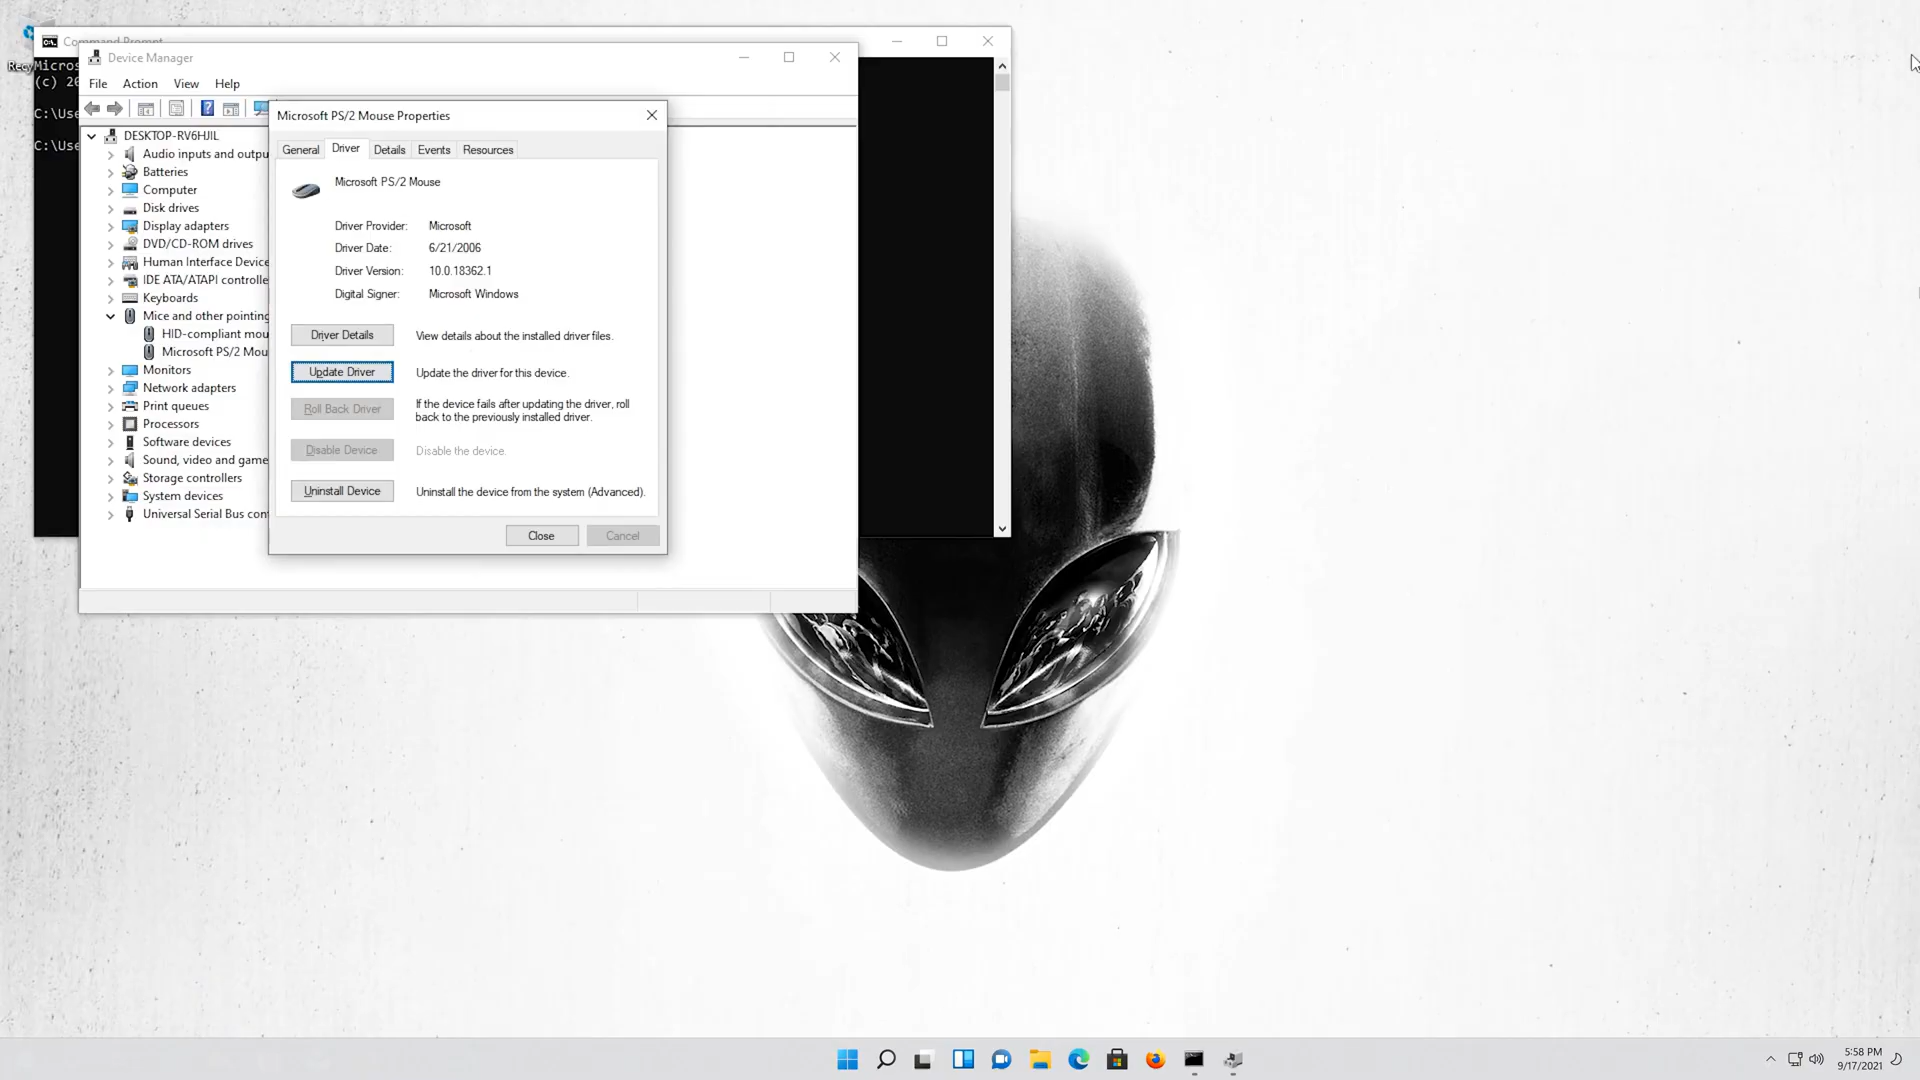 Command Prompt
Recy
Micros
(c) 20
C:\Use
C:\Use
Device Manager
File Action View Help
DESKTOP-RV6HJIL
Audio inputs and outpu
Batteries
Computer
Disk drives
Display adapters
DVD/CD-ROM drives
Human Interface Device
IDE ATA/ATAPI controlle
Keyboards
Mice and other pointing
HID-compliant mou
Microsoft PS/2 Mou
Monitors
Network adapters
Print queues
Processors
Software devices
Sound, video and game
Storage controllers
System devices
Universal Serial Bus cont
Microsoft PS/2 Mouse Properties
General Driver Details Events Resources
Microsoft PS/2 Mouse
Driver Provider: Microsoft
Driver Date: 6/21/2006
Driver Version: 10.0.18362.1
Digital Signer: Microsoft Windows
Driver Details View details about the installed driver files.
Update Driver Update the driver for this device.
Roll Back Driver If the device fails after updating the driver, roll
back to the previously installed driver.
Disable Device Disable the device.
Uninstall Device Uninstall the device from the system (Advanced).
Close Cancel
5:58 PM
9/17/2021